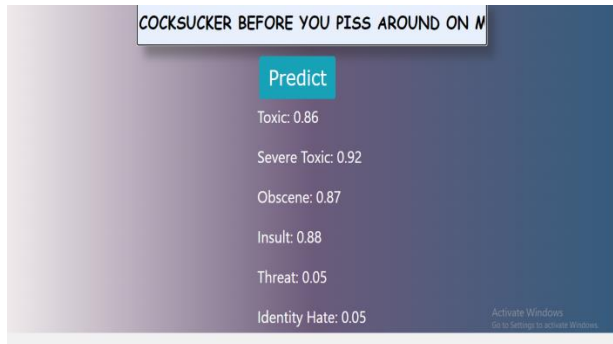 COCKSUCKER BEFORE YOU PISS AROUND ON M
Predict
Toxic: 0.86
Severe Toxic: 0.92
Obscene: 0.87
Insult: 0.88
Threat: 0.05
Identity Hate: 0.05
Activate Windows
Go to Settings to activate Windows.